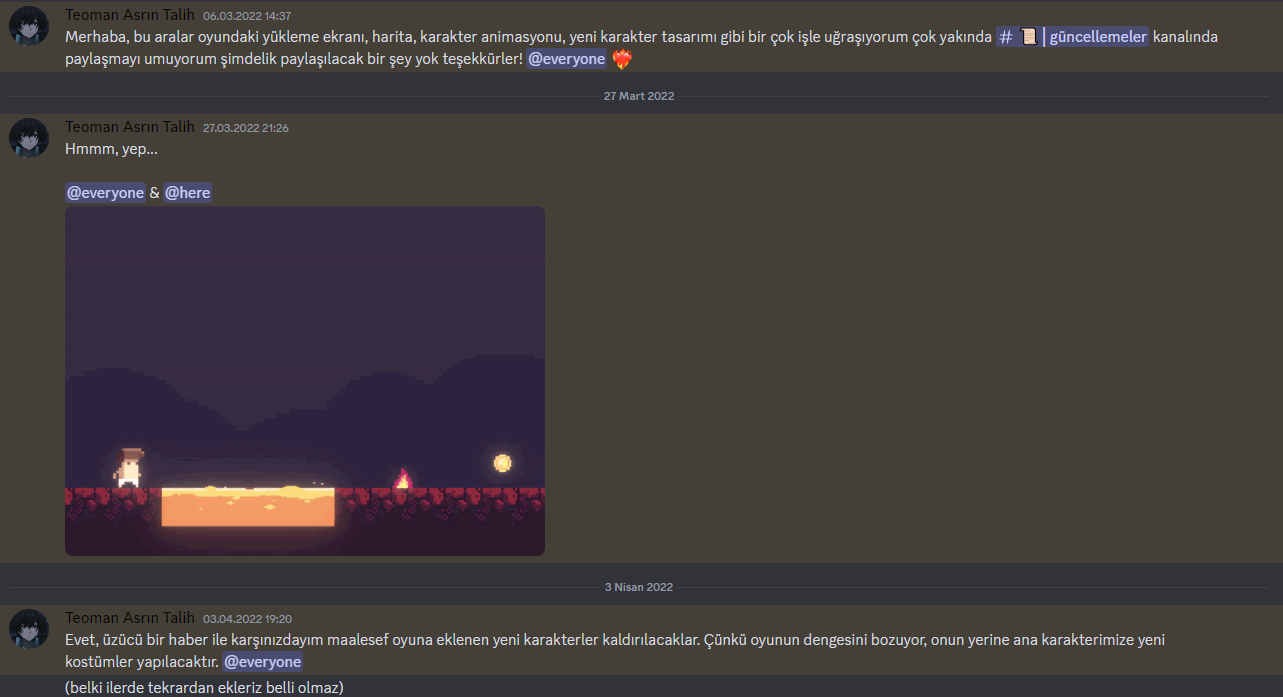 Teoman Asrın Talih 06.03.2022 14:37
Merhaba, bu aralar oyundaki yükleme ekranı, harita, karakter animasyonu, yeni karakter tasarımı gibi bir çok işle uğraşıyorum çok yakında # 📜 | güncellemeler kanalında
paylaşmayı umuyorum şimdelik paylaşılacak bir şey yok teşekkürler! @everyone ❤️‍🔥
27 Mart 2022
Teoman Asrın Talih 27.03.2022 21:26
Hmmm, yep...
@everyone & @here
3 Nisan 2022
Teoman Asrın Talih 03.04.2022 19:20
Evet, üzücü bir haber ile karşınızdayım maalesef oyuna eklenen yeni karakterler kaldırılacaklar. Çünkü oyunun dengesini bozuyor, onun yerine ana karakterimize yeni
kostümler yapılacaktır. @everyone
(belki ilerde tekrardan ekleriz belli olmaz)